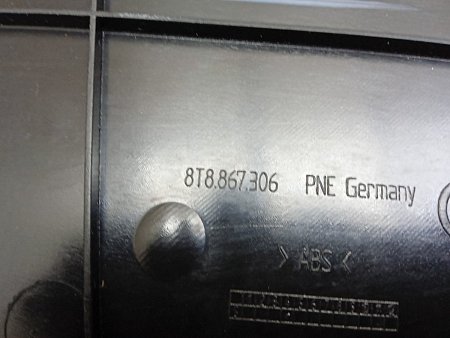 8T8.867.306 PNE Germany
> ABS <